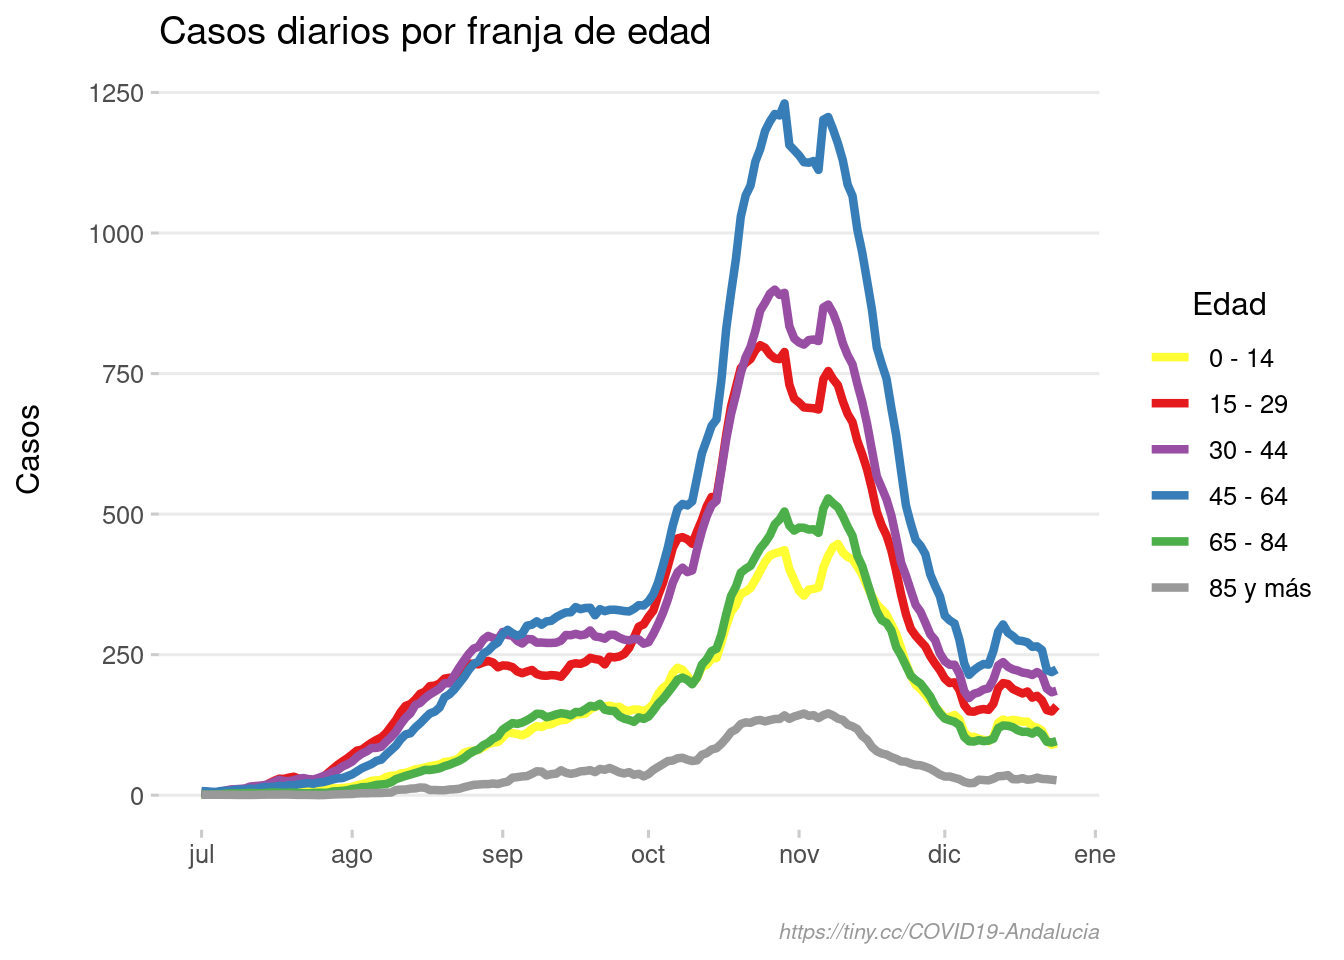 Casos diarios por franja de edad
1250
1000
750
500
250
0
Casos
jul ago sep oct nov dic ene
Edad
0 - 14
15 - 29
30 - 44
45 - 64
65 - 84
85 y más
https://tiny.cc/COVID19-Andalucia